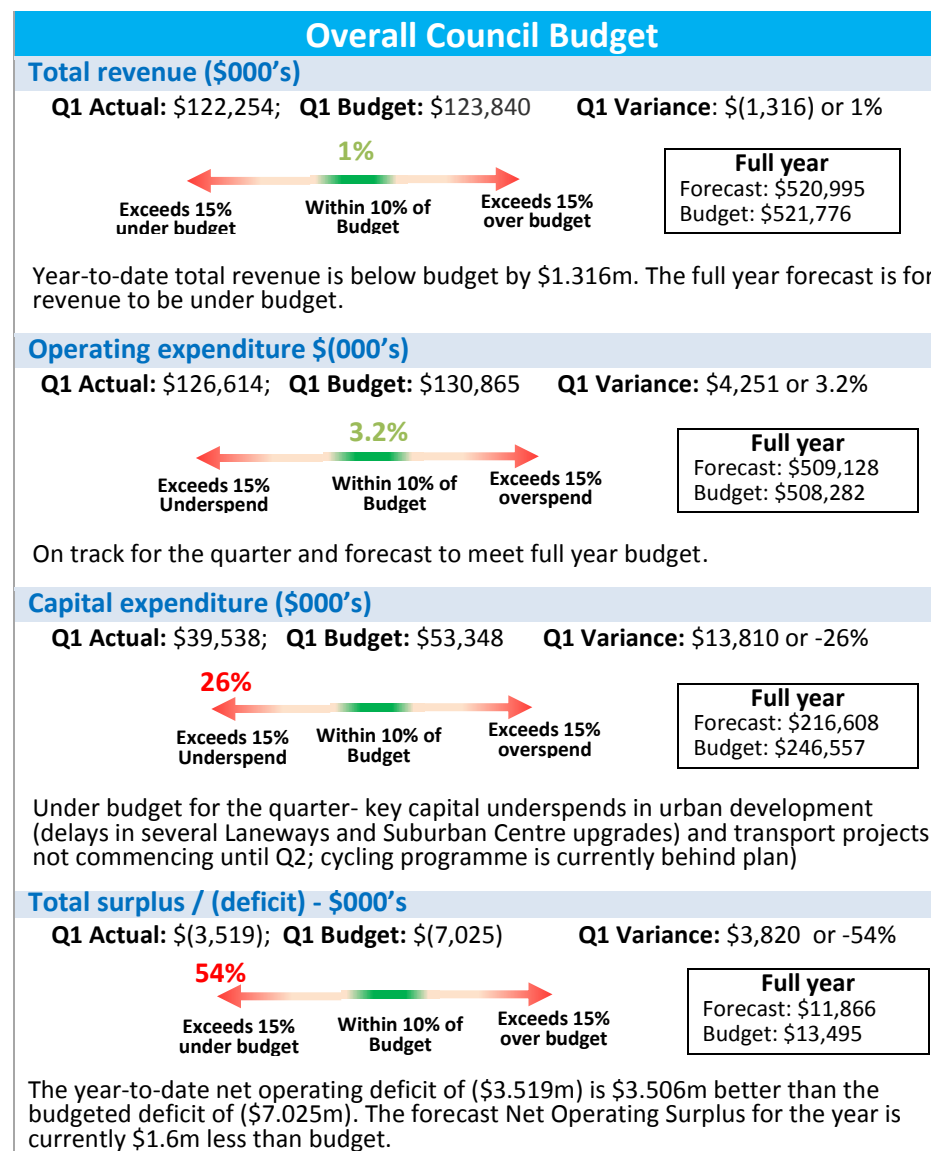 Overall Council Budget
Total revenue ($000’s)
Q1 Actual: $122,254; Q1 Budget: $123,840 Q1 Variance: $(1,316) or 1%
1%
Exceeds 15%
under budget
Within 10% of
Budget
Exceeds 15%
over budget
Full year
Forecast: $520,995
Budget: $521,776
Year-to-date total revenue is below budget by $1.316m. The full year forecast is for
revenue to be under budget.
Operating expenditure $(000’s)
Q1 Actual: $126,614; Q1 Budget: $130,865 Q1 Variance: $4,251 or 3.2%
3.2%
Exceeds 15%
Underspend
Within 10% of
Budget
Exceeds 15%
overspend
Full year
Forecast: $509,128
Budget: $508,282
On track for the quarter and forecast to meet full year budget.
Capital expenditure ($000’s)
Q1 Actual: $39,538; Q1 Budget: $53,348 Q1 Variance: $13,810 or -26%
26%
Exceeds 15%
Underspend
Within 10% of
Budget
Exceeds 15%
overspend
Full year
Forecast: $216,608
Budget: $246,557
Under budget for the quarter- key capital underspends in urban development
(delays in several Laneways and Suburban Centre upgrades) and transport projects
not commencing until Q2; cycling programme is currently behind plan)
Total surplus / (deficit) - $000’s
Q1 Actual: $(3,519); Q1 Budget: $(7,025) Q1 Variance: $3,820 or -54%
54%
Exceeds 15%
under budget
Within 10% of
Budget
Exceeds 15%
over budget
Full year
Forecast: $11,866
Budget: $13,495
The year-to-date net operating deficit of ($3.519m) is $3.506m better than the
budgeted deficit of ($7.025m). The forecast Net Operating Surplus for the year is
currently $1.6m less than budget.